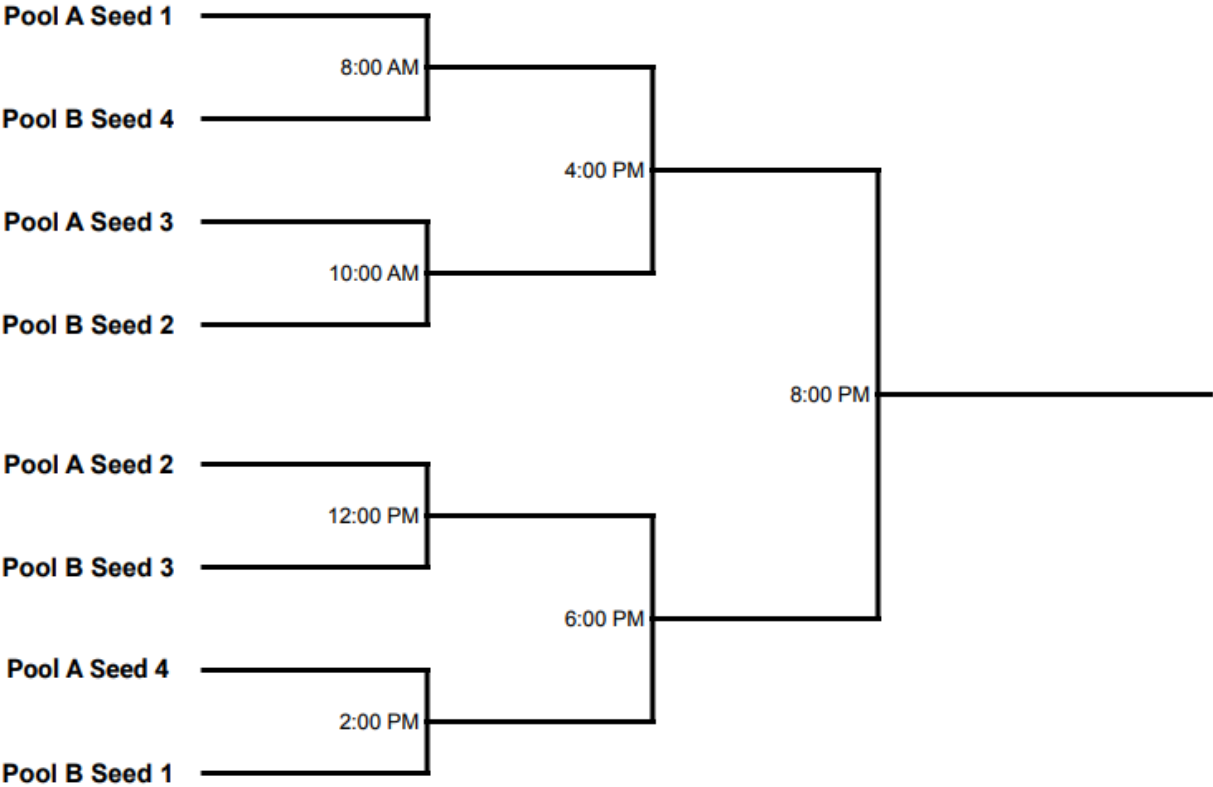 Pool A Seed 1
8:00 AM
Pool B Seed 4
4:00 PM
Pool A Seed 3
10:00 AM
Pool B Seed 2
8:00 PM
Pool A Seed 2
12:00 PM
Pool B Seed 3
6:00 PM
Pool A Seed 4
2:00 PM
Pool B Seed 1